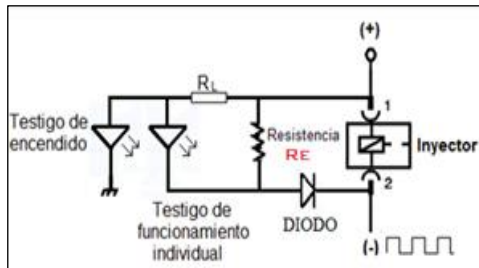 (+)
RL
1
Testigo de
encendido
Resistencia
RE
Inyector
2
Testigo de
funcionamiento
individual
DIODO
(-)